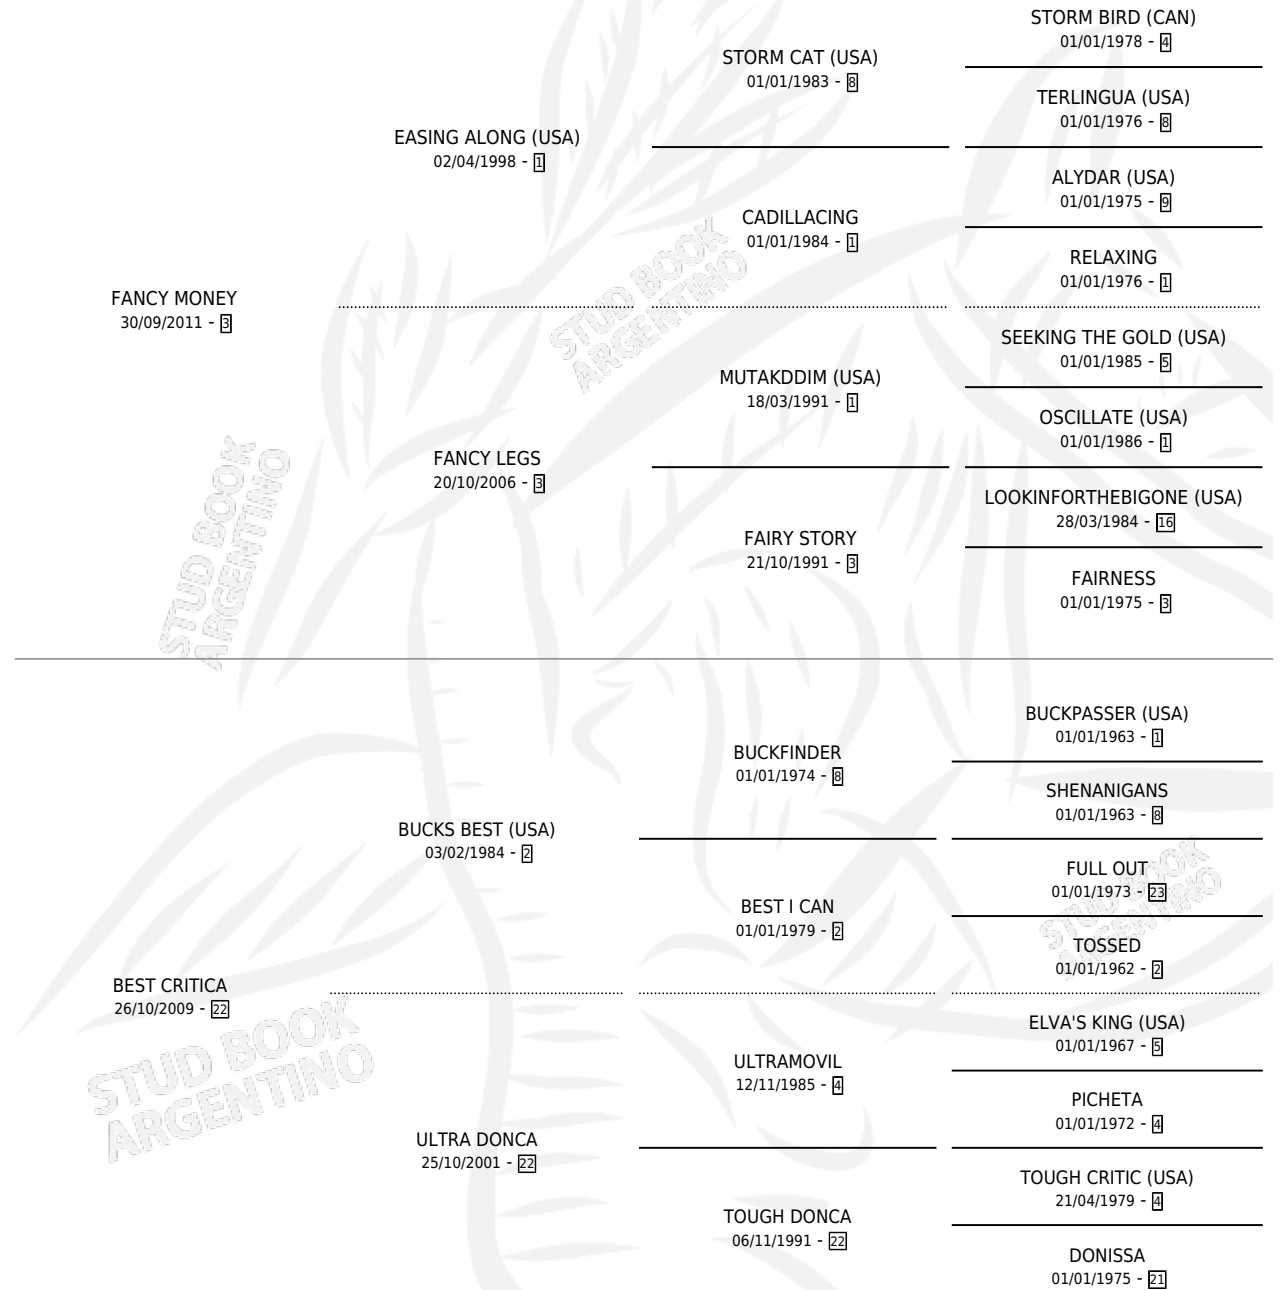 STORM BIRD (CAN)
01/01/1978 - 4
STORM CAT (USA)
01/01/1983 - 8
TERLINGUA (USA)
01/01/1976 - 8
EASING ALONG (USA)
02/04/1998 - 1
ALYDAR (USA)
01/01/1975 - 9
CADILLACING
01/01/1984 - 1
RELAXING
01/01/1976 - 1
FANCY MONEY
30/09/2011 - 3
SEEKING THE GOLD (USA)
01/01/1985 - 5
MUTAKDDIM (USA)
18/03/1991 - 1
OSCILLATE (USA)
01/01/1986 - 1
FANCY LEGS
20/10/2006 - 3
LOOKINFORTHEBIGONE (USA)
28/03/1984 - 16
FAIRY STORY
21/10/1991 - 3
FAIRNESS
01/01/1975 - 3
BUCKPASSER (USA)
01/01/1963 - 1
BUCKFINDER
01/01/1974 - 8
SHENANIGANS
01/01/1963 - 8
BUCKS BEST (USA)
03/02/1984 - 2
FULL OUT
01/01/1973 - 23
BEST I CAN
01/01/1979 - 2
TOSSED
01/01/1962 - 2
BEST CRITICA
26/10/2009 - 22
ELVA'S KING (USA)
01/01/1967 - 5
ULTRAMOVIL
12/11/1985 - 4
PICHETA
01/01/1972 - 4
ULTRA DONCA
25/10/2001 - 22
TOUGH CRITIC (USA)
21/04/1979 - 4
TOUGH DONCA
06/11/1991 - 22
DONISSA
01/01/1975 - 21
STUD BOOK
ARGENTINO
STUD BOOK
ARGENTINO
STUD BOOK
ARGENTINO
STUD BOOK
ARGENTINO